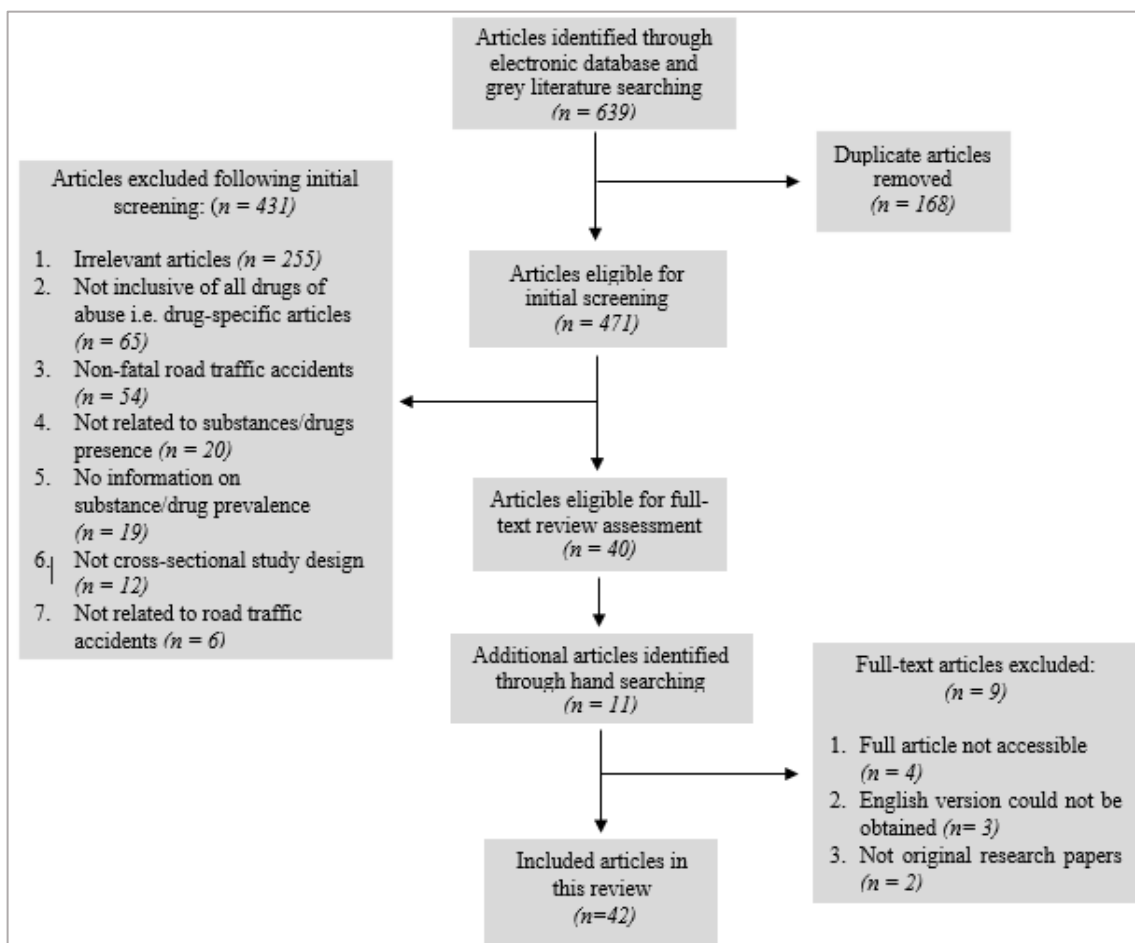 Articles identified through
electronic database and
grey literature searching
(n = 639)
Duplicate articles
removed
(n = 168)
Articles excluded following initial
screening: (n = 431)
1. Irrelevant articles (n = 255)
2. Not inclusive of all drugs of
abuse i.e. drug-specific articles
(n = 65)
3. Non-fatal road traffic accidents
(n = 54)
4. Not related to substances/drugs
presence (n = 20)
5. No information on
substance/drug prevalence
(n = 19)
6. Not cross-sectional study design
(n = 12)
7. Not related to road traffic
accidents (n = 6)
Articles eligible for
initial screening
(n = 471)
Articles eligible for full-
text review assessment
(n = 40)
Additional articles identified
through hand searching
(n = 11)
Full-text articles excluded:
(n = 9)
1. Full article not accessible
(n = 4)
2. English version could not be
obtained (n= 3)
3. Not original research papers
(n = 2)
Included articles in
this review
(n=42)